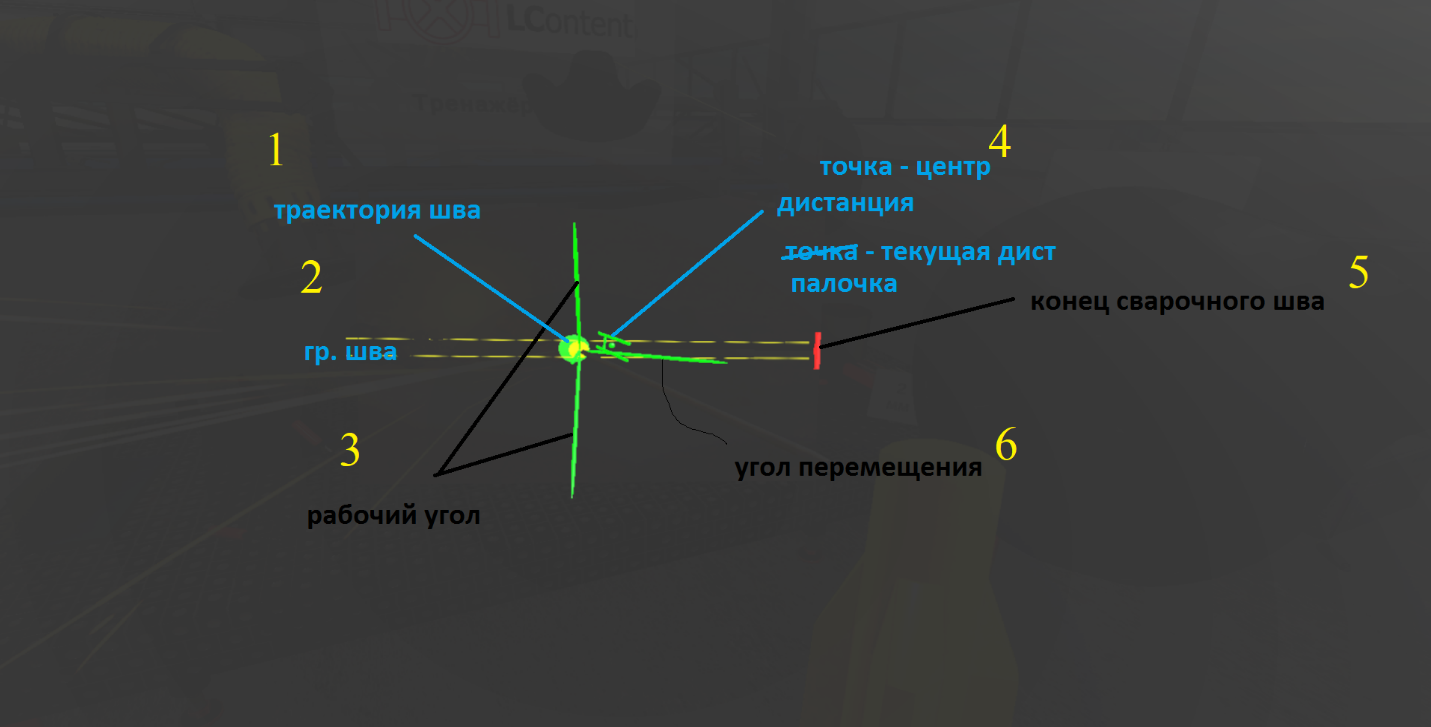 LContent
Тренажер
1
4
точка - центр
траектория шва
дистанция
2
точка - текущая дист
палочка
5
конец сварочного шва
гр. шва
3
6
угол перемещения
рабочий угол